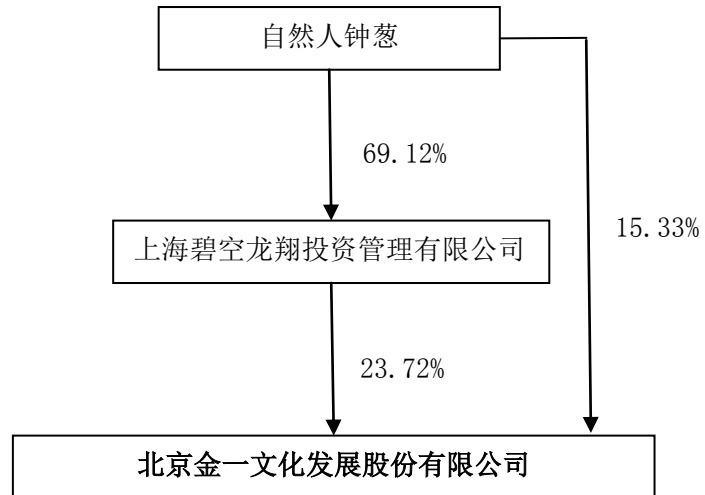 自然人钟葱
69.12%
上海碧空龙翔投资管理有限公司
15.33%
23.72%
北京金一文化发展股份有限公司